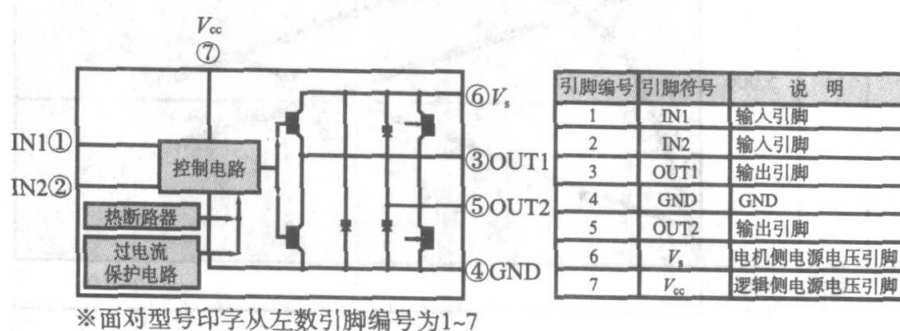 Vcc
⑦
⑥Vs
IN1①
控制电路
③OUT1
IN2②
⑤OUT2
热断路器
过电流
保护电路
④GND
※面对型号印字从左数引脚编号为1~7
引脚编号 引脚符号 说 明
1 IN1 输入引脚
2 IN2 输入引脚
3 OUT1 输出引脚
4 GND GND
5 OUT2 输出引脚
6 Vs 电机侧电源电压引脚
7 Vcc 逻辑侧电源电压引脚